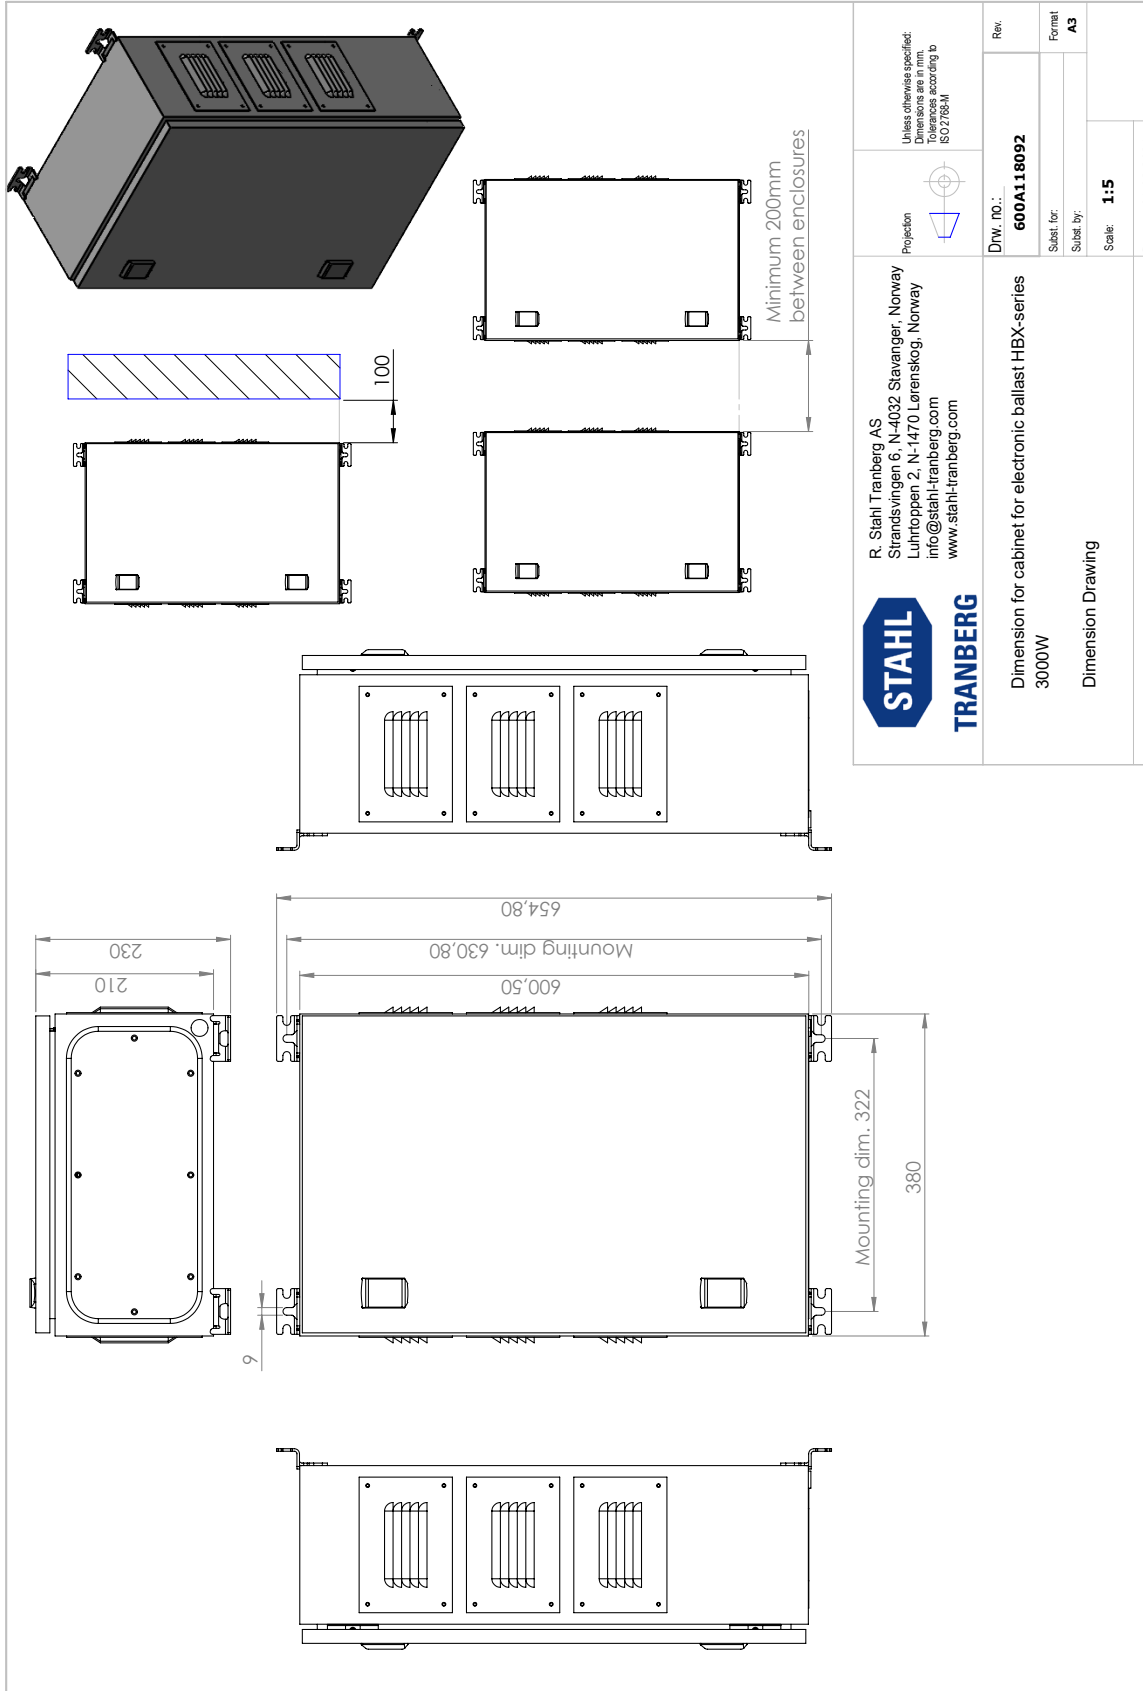 100
Minimum 200mm
between enclosures
230
210
654,80
Mounting dim. 630,80
600,50
9
Mounting dim. 322
380
STAHL
TRANBERG
R. Stahl Tranberg AS
Strandsvingen 6, N-4032 Stavanger, Norway
Luhrtoppen 2, N-1470 Lørenskog, Norway
info@stahl-tranberg.com
www.stahl-tranberg.com
Projection
Unless otherwise specified:
Dimensions are in mm.
Tolerances according to
ISO 2768-M
Dimension for cabinet for electronic ballast HBX-series
3000W
Dimension Drawing
Drw. no.:
600A118092
Rev.
Subst. for:
Subst. by:
Format
A3
Scale:
1:5